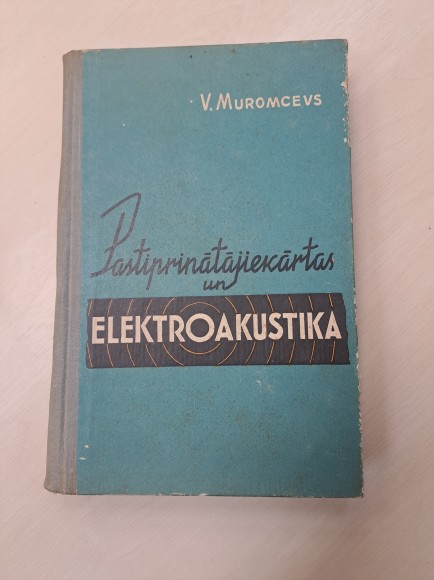 V. MUROMCEVS
Pastiprinātājiekārtas
un
ELEKTROAKUSTIKA